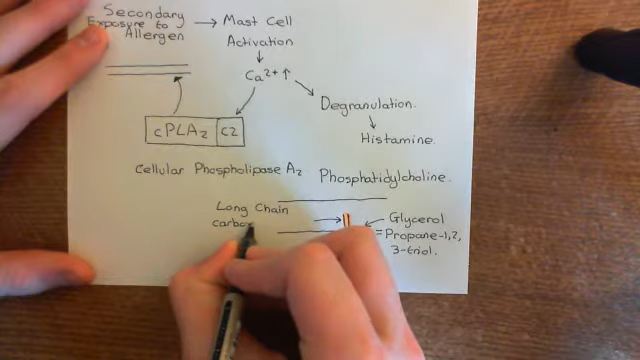 Secondary
Exposure to
Allergen
Mast Cell
Activation
Ca2+ ↑
Degranulation.
Histamine.
cPLA2 C2
Cellular Phospholipase A2
Phosphatidylcholine.
Long Chain
carbo
Glycerol
= Propane-1,2,
3-triol.